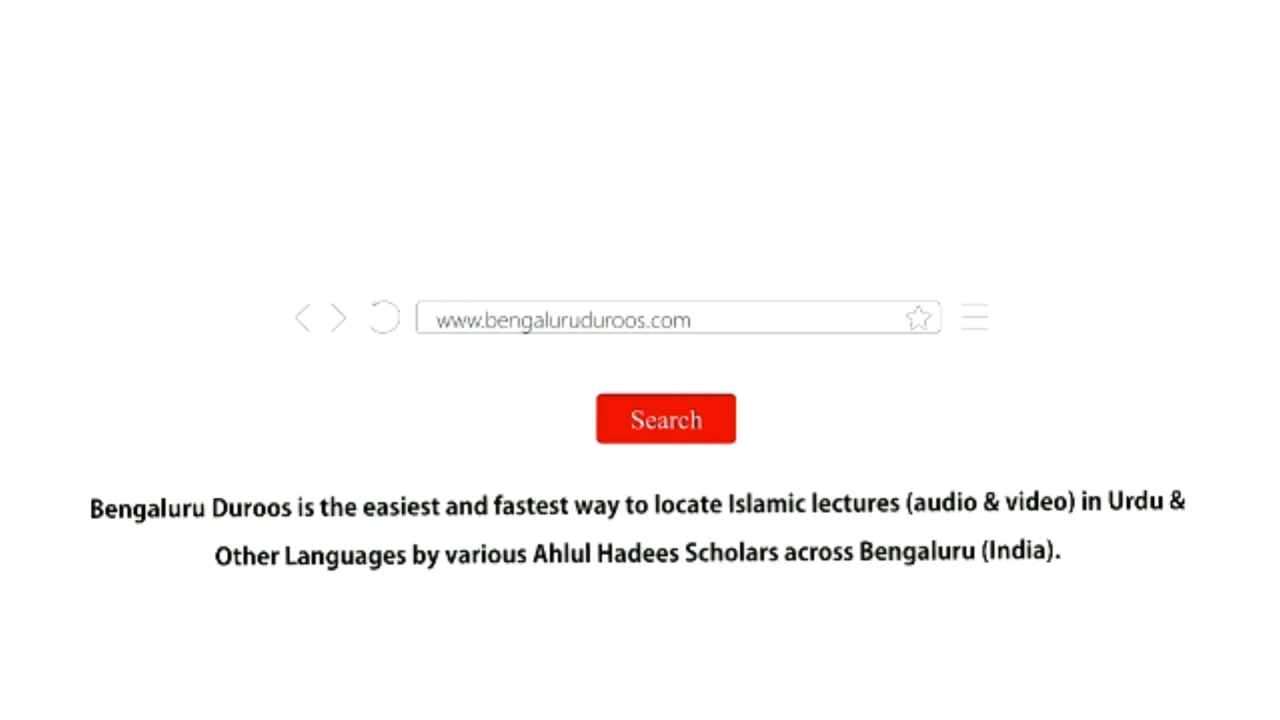 www.bengaluruduroos.com
Search
Bengaluru Duroos is the easiest and fastest way to locate Islamic lectures (audio & video) in Urdu &
Other Languages by various Ahlul Hadees Scholars across Bengaluru (India).